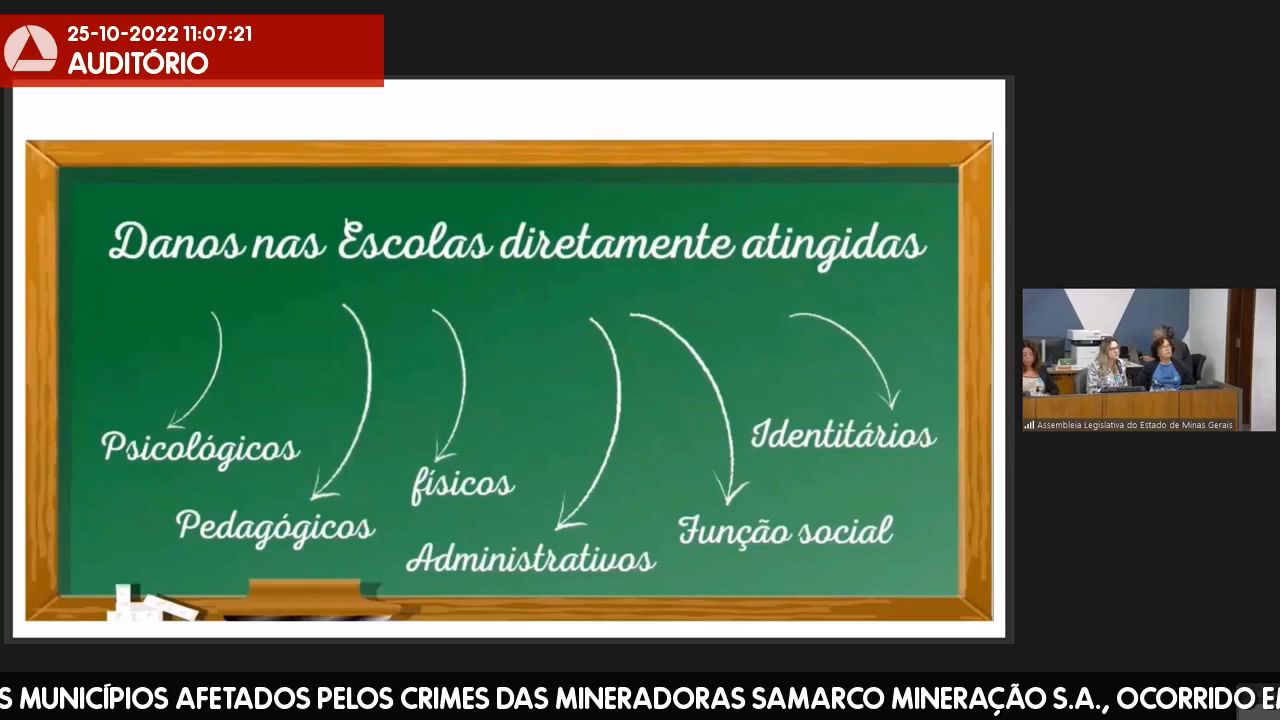 25-10-2022 11:07:21
AUDITÓRIO
Danos nas Escolas diretamente atingidas
Psicológicos
Pedagógicos
físicos
Administrativos
Função social
Identitários
Assembleia Legislativa do Estado de Minas Gerais
S MUNICÍPIOS AFETADOS PELOS CRIMES DAS MINERADORAS SAMARCO MINERAÇÃO S.A., OCORRIDO E